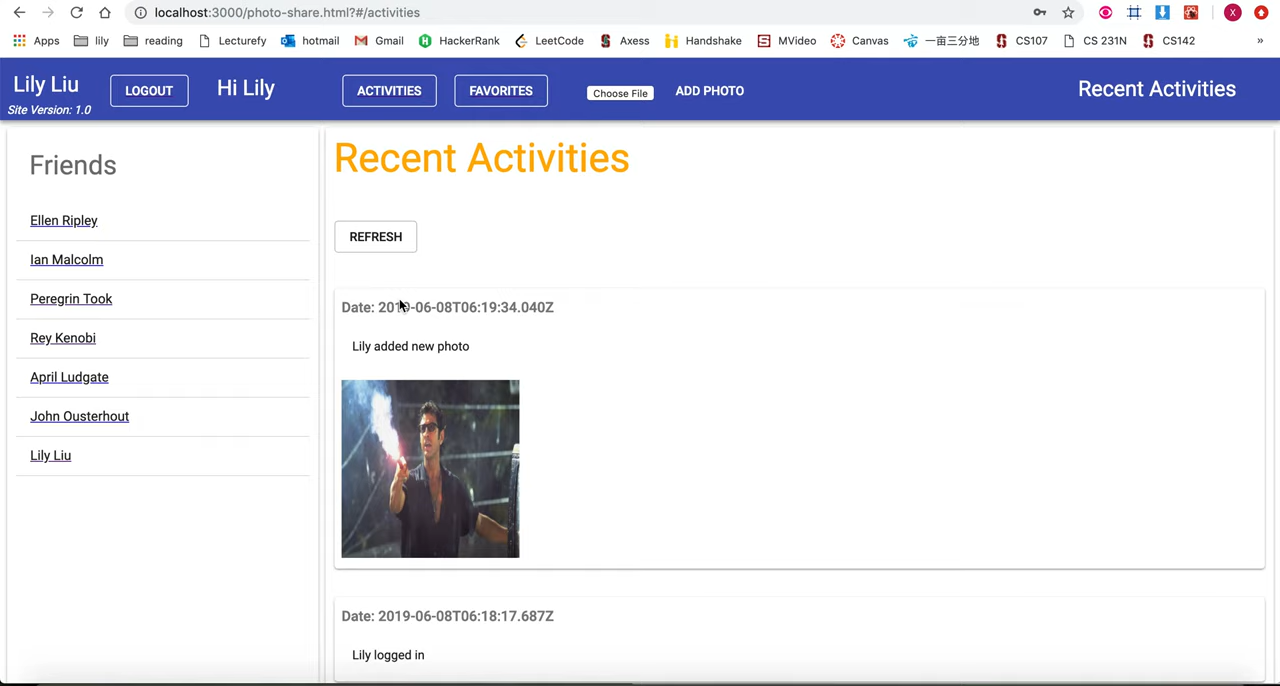 localhost:3000/photo-share.html?#/activities
X
Apps lily reading Lecturefy hotmail Gmail HackerRank LeetCode Axess Handshake MVideo Canvas 一亩三分地 CS107 CS 231N CS142 »
Lily Liu LOGOUT Hi Lily ACTIVITIES FAVORITES Choose File ADD PHOTO Recent Activities
Site Version: 1.0
Friends
Ellen Ripley
Ian Malcolm
Peregrin Took
Rey Kenobi
April Ludgate
John Ousterhout
Lily Liu
Recent Activities
REFRESH
Date: 2019-06-08T06:19:34.040Z
Lily added new photo
Date: 2019-06-08T06:18:17.687Z
Lily logged in